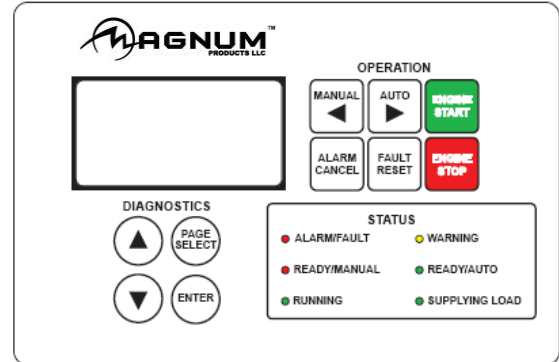 MAGNUM™
PRODUCTS LLC
OPERATION
MANUAL
AUTO
ENGINE
START
ALARM
CANCEL
FAULT
RESET
ENGINE
STOP
DIAGNOSTICS
PAGE
SELECT
ENTER
STATUS
ALARM/FAULT
WARNING
READY/MANUAL
READY/AUTO
RUNNING
SUPPLYING LOAD